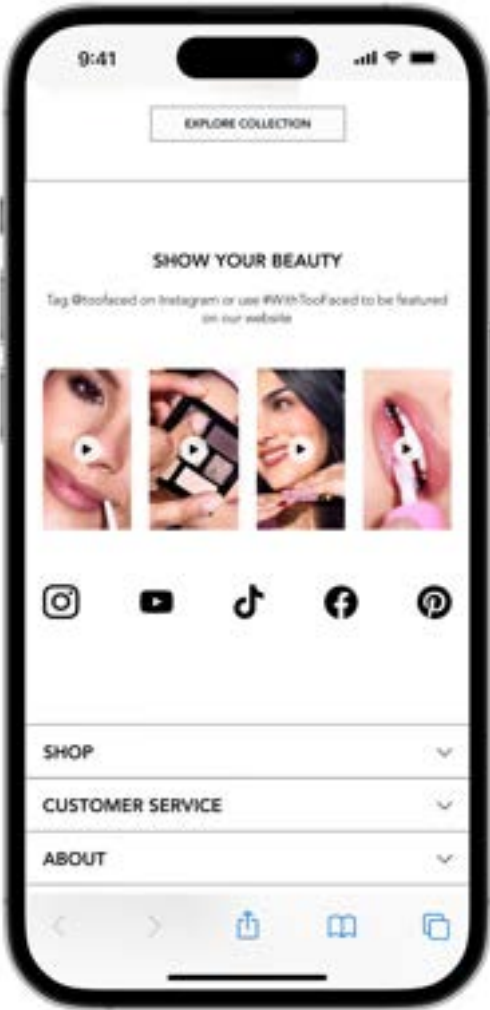 9:41
EXPLORE COLLECTION
SHOW YOUR BEAUTY
Tag @toofaced on Instagram or use #WithTooFaced to be featured
on our website
SHOP
CUSTOMER SERVICE
ABOUT